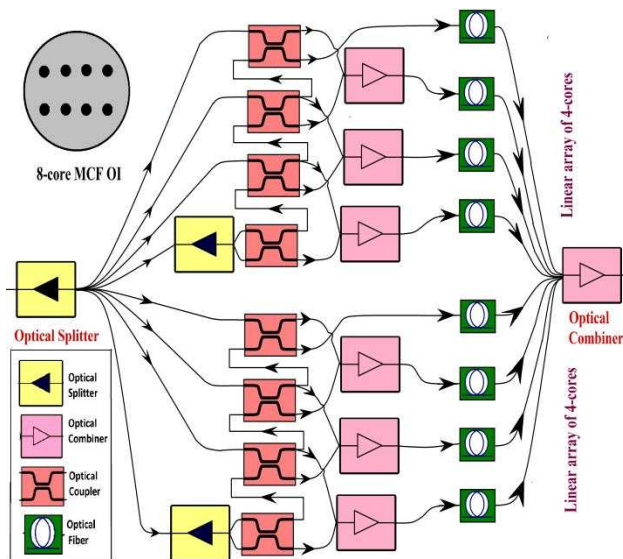 8-core MCF OI
Linear array of 4-cores
Optical Splitter
Optical
Combiner
Linear array of 4-cores
Optical
Splitter
Optical
Combiner
Optical
Coupler
Optical
Fiber